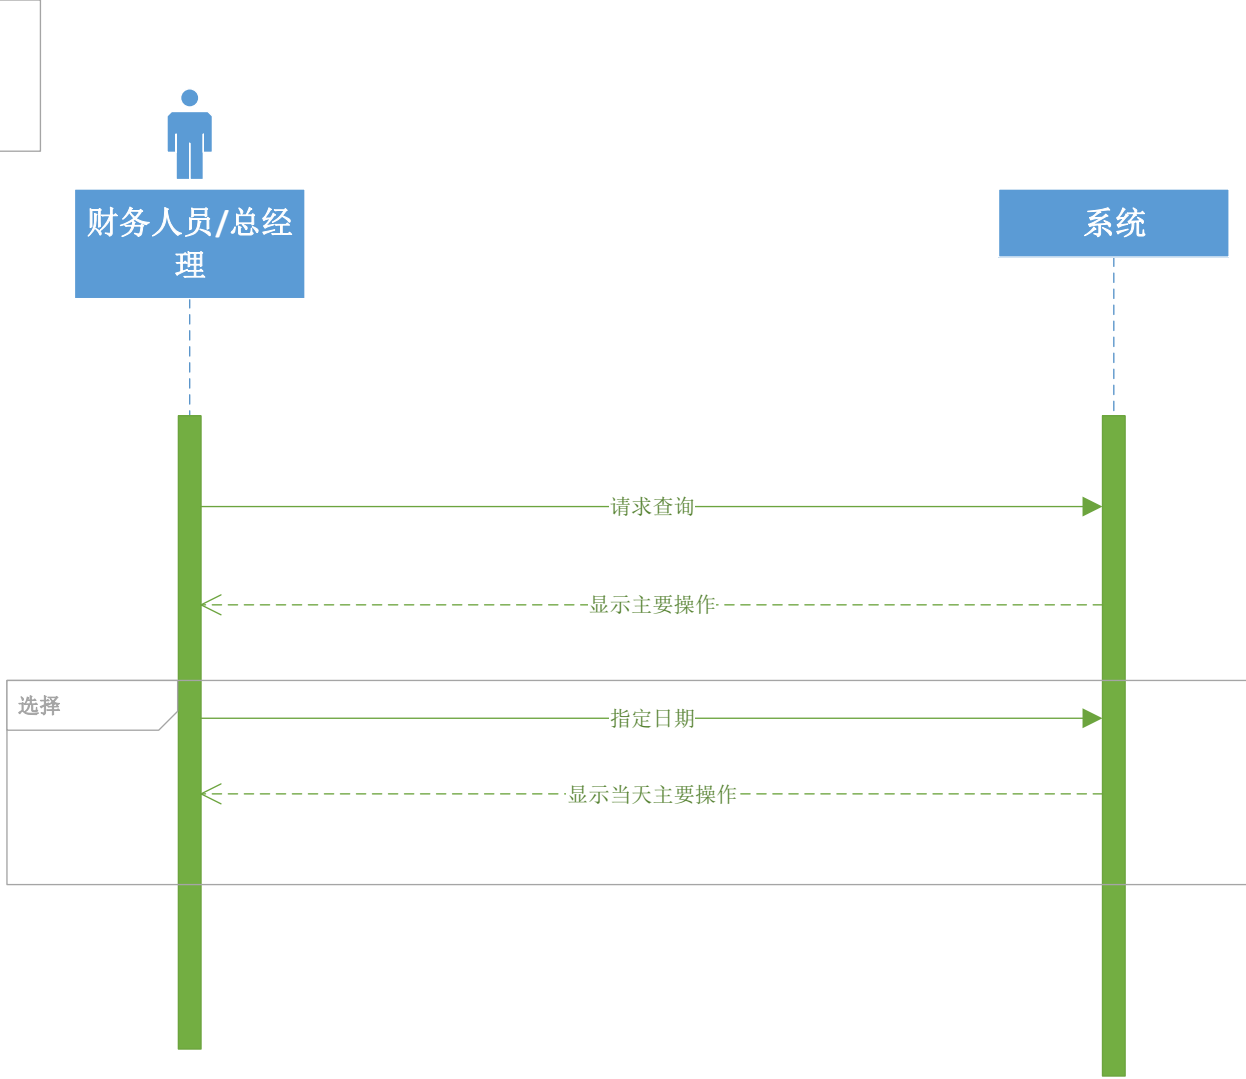 财务人员/总经
理
系统
请求查询
显示主要操作
选择
指定日期
显示当天主要操作